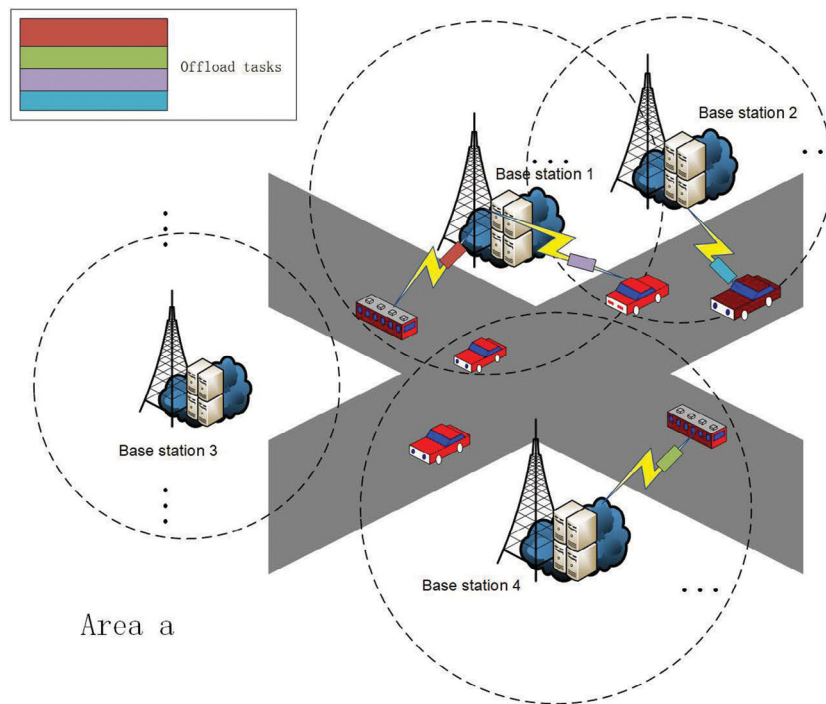 Offload tasks
Base station 2
Base station 1
Base station 3
Base station 4
Area a